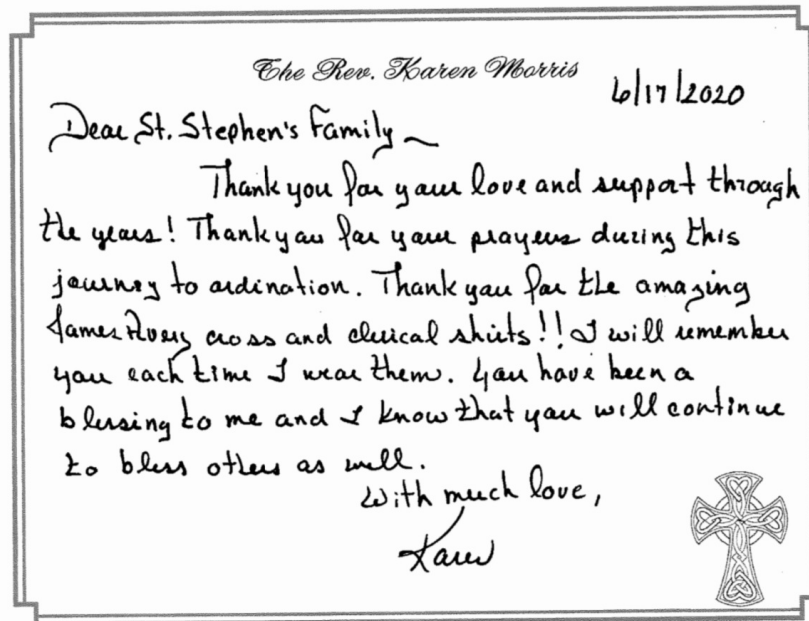 The Rev. Karen Morris
6/17/2020
Dear St. Stephen's Family ~
Thank you for your love and support through
the years! Thank you for your prayers during this
journey to ordination. Thank you for the amazing
James Avery cross and clerical shirts!! I will remember
you each time I wear them. You have been a
blessing to me and I know that you will continue
to bless others as well.
With much love,
Karen